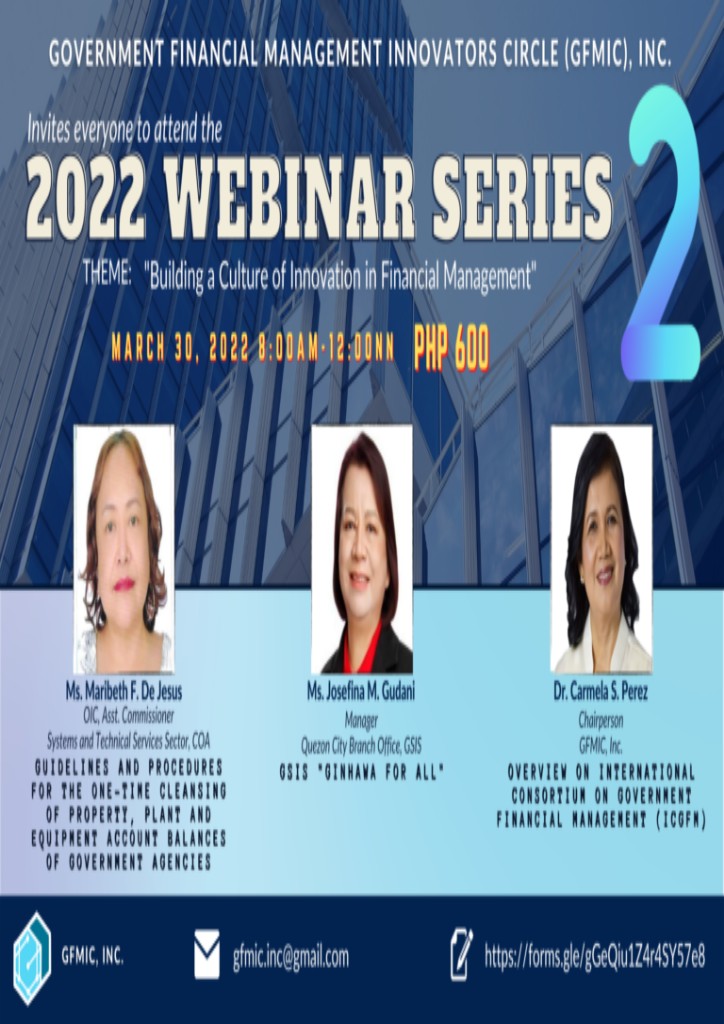 GOVERNMENT FINANCIAL MANAGEMENT INNOVATORS CIRCLE (GFMIC), INC.
Invites everyone to attend the
2022 WEBINAR SERIES
2
THEME: "Building a Culture of Innovation in Financial Management"
MARCH 30, 2022 8:00AM-12:00NN PHP 600
Ms. Maribeth F. De Jesus
OIC, Asst. Commissioner
Systems and Technical Services Sector, COA
GUIDELINES AND PROCEDURES
FOR THE ONE-TIME CLEANSING
OF PROPERTY, PLANT AND
EQUIPMENT ACCOUNT BALANCES
OF GOVERNMENT AGENCIES
Ms. Josefina M. Gudani
Manager
Quezon City Branch Office, GSIS
GSIS "GINHAWA FOR ALL"
Dr. Carmela S. Perez
Chairperson
GFMIC, Inc.
OVERVIEW ON INTERNATIONAL
CONSORTIUM ON GOVERNMENT
FINANCIAL MANAGEMENT (ICGFM)
GFMIC, INC.
gfmic.inc@gmail.com
https://forms.gle/gGeQiu1Z4r4SY57e8